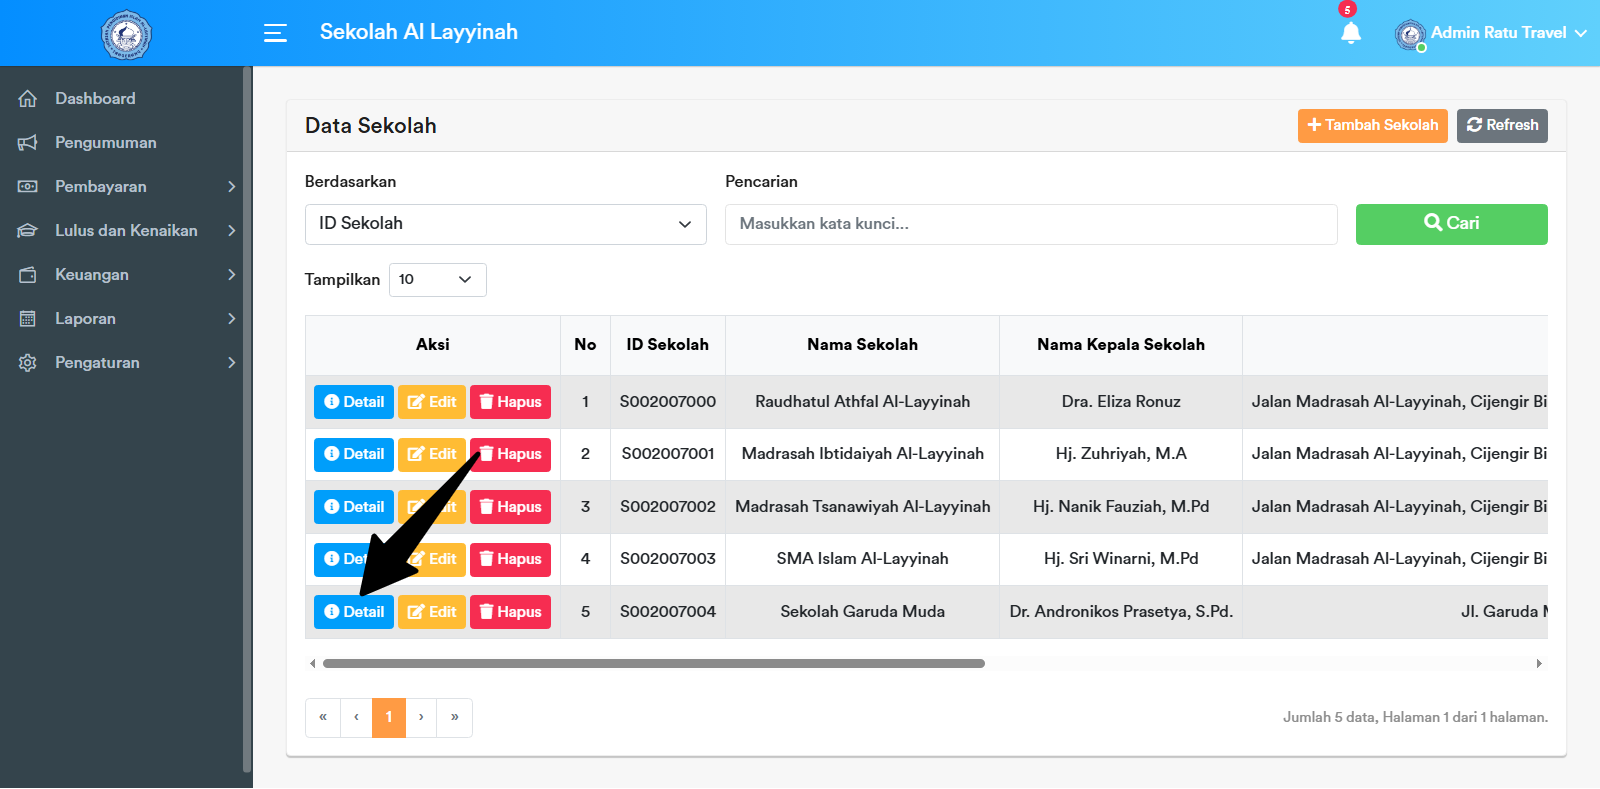 Sekolah Al Layyinah
5
Admin Ratu Travel
Dashboard
Pengumuman
Pembayaran
Lulus dan Kenaikan
Keuangan
Laporan
Pengaturan
Data Sekolah
+ Tambah Sekolah
Refresh
Berdasarkan
Pencarian
ID Sekolah
Masukkan kata kunci...
Cari
Tampilkan 10
Aksi No ID Sekolah Nama Sekolah Nama Kepala Sekolah
Detail Edit Hapus 1 S002007000 Raudhatul Athfal Al-Layyinah Dra. Eliza Ronuz Jalan Madrasah Al-Layyinah, Cijengir Bi
Detail Edit Hapus 2 S002007001 Madrasah Ibtidaiyah Al-Layyinah Hj. Zuhriyah, M.A Jalan Madrasah Al-Layyinah, Cijengir Bi
Detail Hapus 3 S002007002 Madrasah Tsanawiyah Al-Layyinah Hj. Nanik Fauziah, M.Pd Jalan Madrasah Al-Layyinah, Cijengir Bi
Edit Hapus 4 S002007003 SMA Islam Al-Layyinah Hj. Sri Winarni, M.Pd Jalan Madrasah Al-Layyinah, Cijengir Bi
Detail Edit Hapus 5 S002007004 Sekolah Garuda Muda Dr. Andronikos Prasetya, S.Pd. Jl. Garuda
« ‹ 1 › »
Jumlah 5 data, Halaman 1 dari 1 halaman.